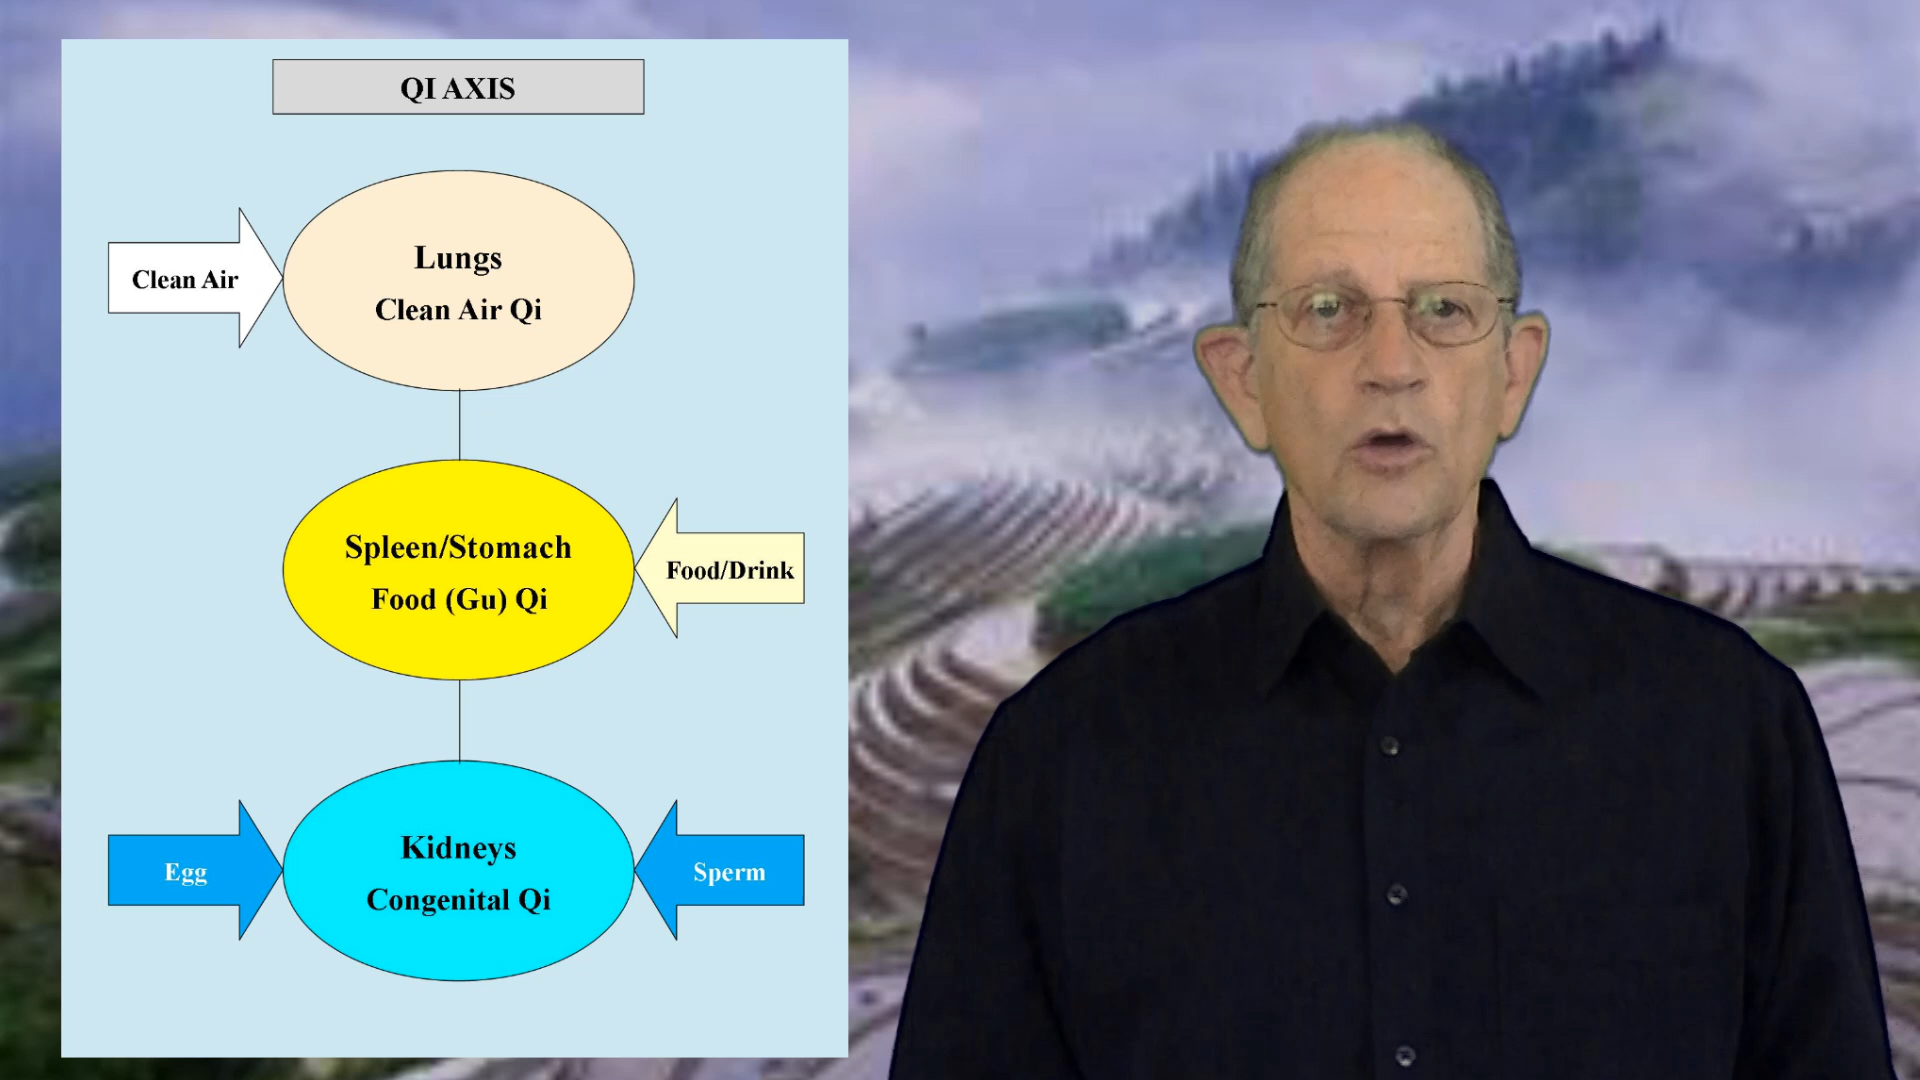 QI AXIS
Clean Air
Lungs
Clean Air Qi
Spleen/Stomach
Food (Gu) Qi
Food/Drink
Egg
Kidneys
Congenital Qi
Sperm